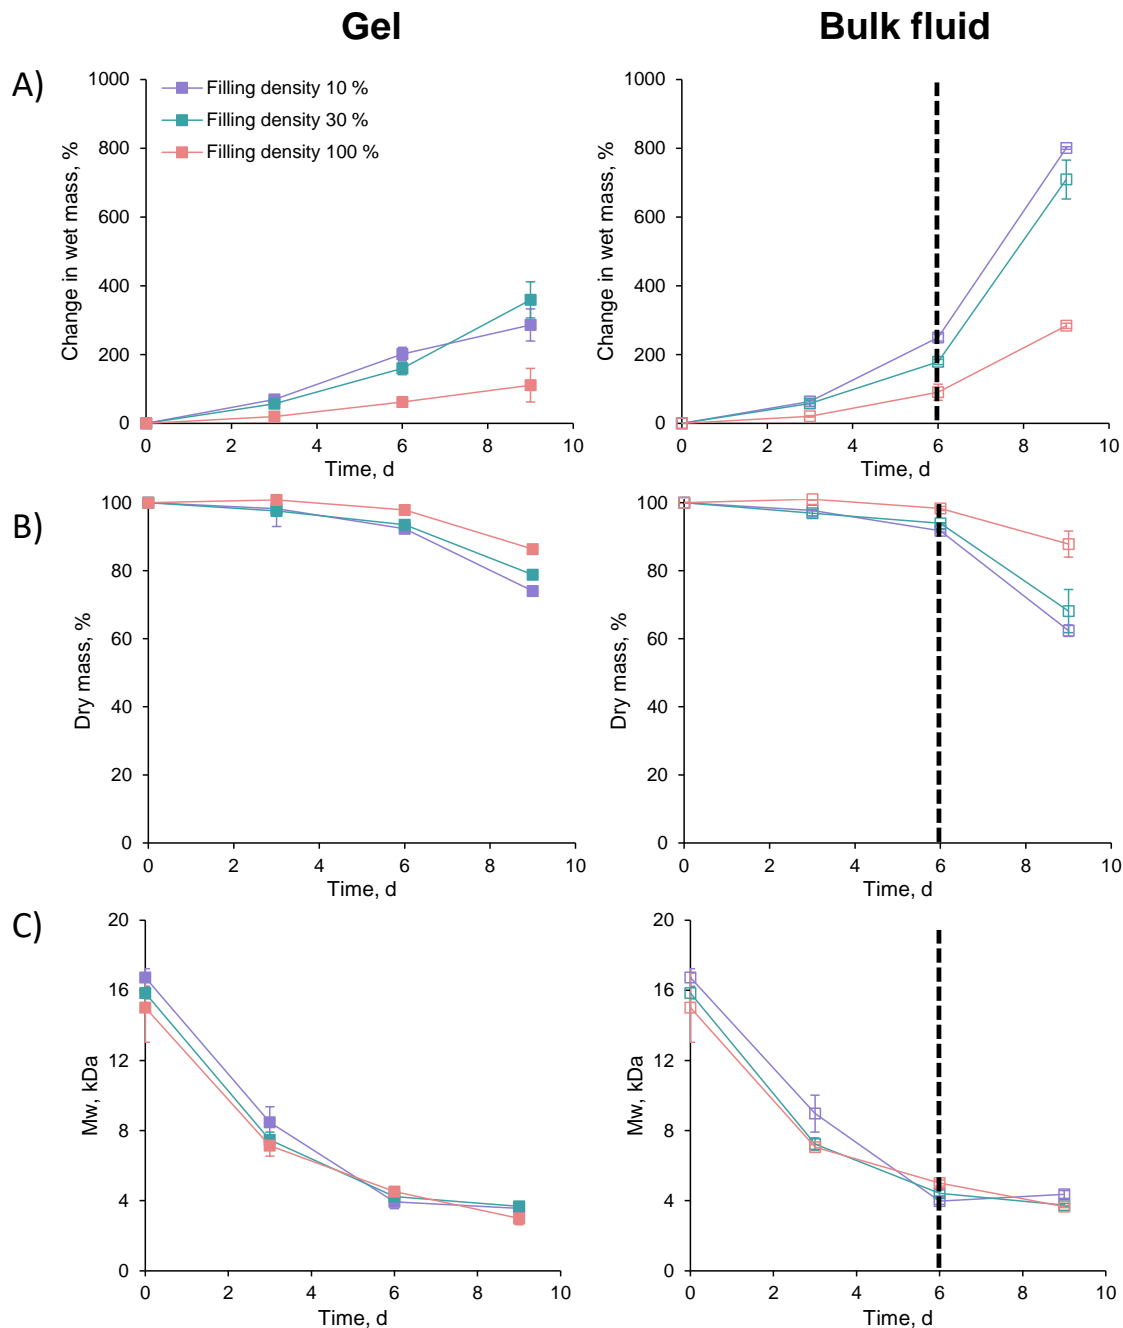 Gel
Bulk fluid
A)
Change in wet mass, %
1000
800
600
400
200
0
Filling density 10 %
Filling density 30 %
Filling density 100 %
0 2 4 6 8 10
Time, d
Change in wet mass, %
1000
800
600
400
200
0
0 2 4 6 8 10
Time, d
B)
Dry mass, %
100
80
60
40
20
0
0 2 4 6 8 10
Time, d
Dry mass, %
100
80
60
40
20
0
0 2 4 6 8 10
Time, d
C)
Mw, kDa
20
16
12
8
4
0
0 2 4 6 8 10
Time, d
Mw, kDa
20
16
12
8
4
0
0 2 4 6 8 10
Time, d